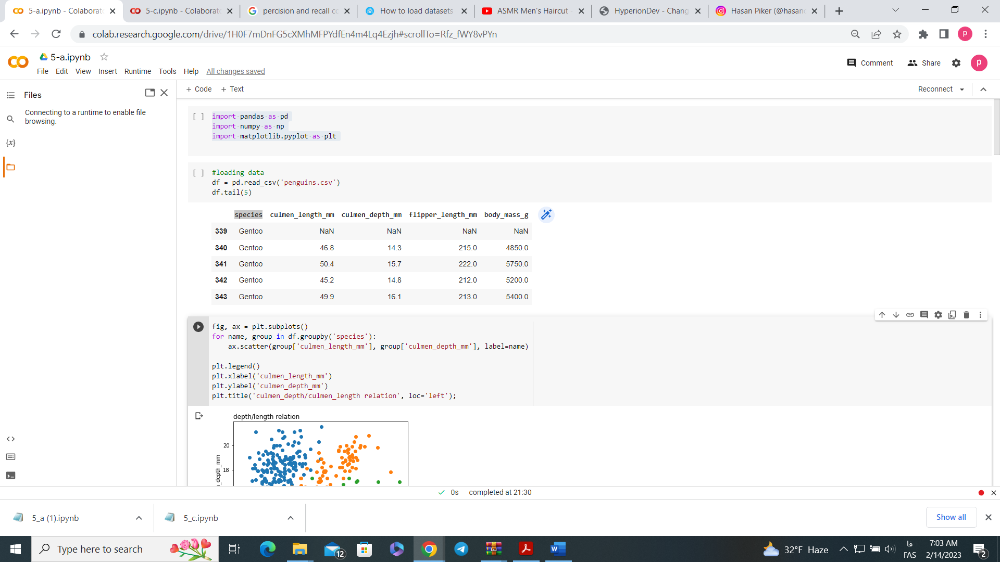 5-a.ipynb - Colaborat
5-c.ipynb - Colaborat
percision and recall co
How to load datasets
ASMR Men's Haircut -
HyperionDev - Chang
Hasan Piker (@hasan
colab.research.google.com/drive/1H0F7mDnFG5cXMhMFPYdfEn4m4Lq4Ezjh#scrollTo=Rfz_fWY8vPYn
P
CO
5-a.ipynb
File Edit View Insert Runtime Tools Help All changes saved
Comment
Share
P
Files
Connecting to a runtime to enable file
browsing.
{x}
+ Code + Text
Reconnect
[ ] import pandas as pd
import numpy as np
import matplotlib.pyplot as plt
[ ] #loading data
df = pd.read_csv('penguins.csv')
df.tail(5)
species culmen_length_mm culmen_depth_mm flipper_length_mm body_mass_g
339 Gentoo NaN NaN NaN NaN
340 Gentoo 46.8 14.3 215.0 4850.0
341 Gentoo 50.4 15.7 222.0 5750.0
342 Gentoo 45.2 14.8 212.0 5200.0
343 Gentoo 49.9 16.1 213.0 5400.0
fig, ax = plt.subplots()
for name, group in df.groupby('species'):
ax.scatter(group['culmen_length_mm'], group['culmen_depth_mm'], label=name)
plt.legend()
plt.xlabel('culmen_length_mm')
plt.ylabel('culmen_depth_mm')
plt.title('culmen_depth/culmen_length relation', loc='left');
depth/length relation
20
18
_depth_mm
0s completed at 21:30
5_a (1).ipynb
5_c.ipynb
Show all
Type here to search
12
32°F Haze
فا
FAS
7:03 AM
2/14/2023
2